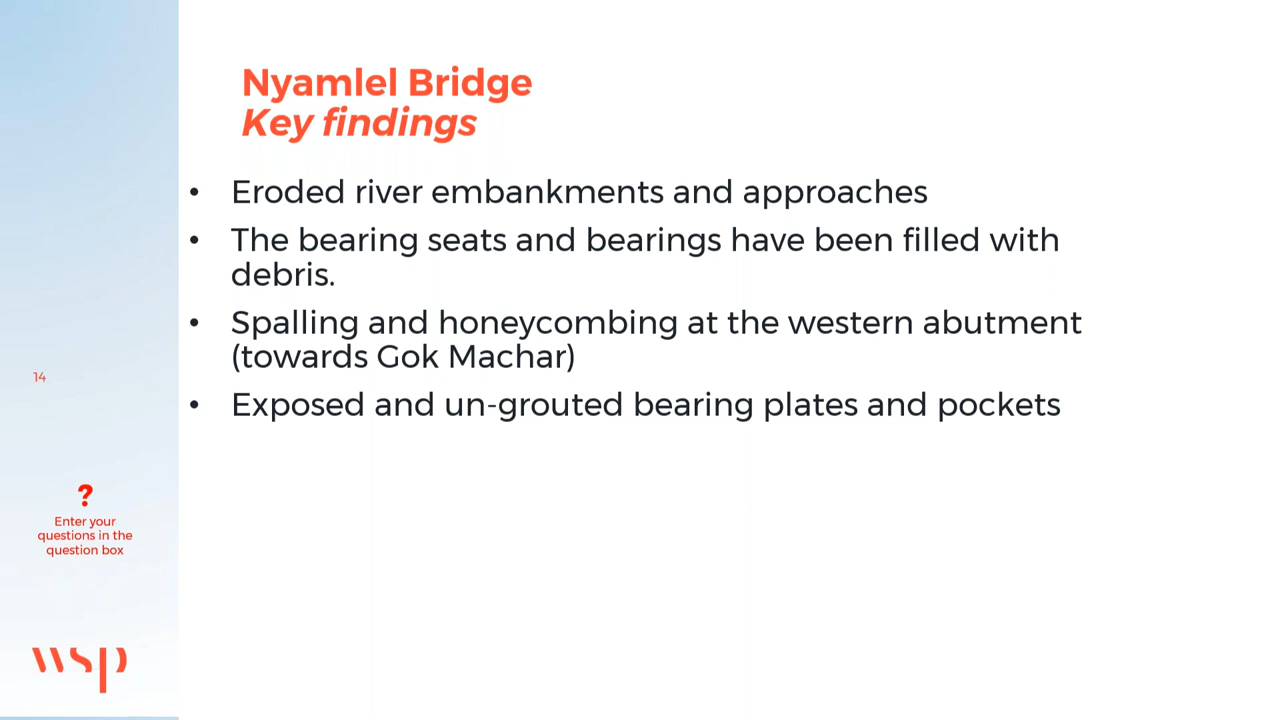 Nyamlel Bridge
Key findings
• Eroded river embankments and approaches
• The bearing seats and bearings have been filled with
debris.
• Spalling and honeycombing at the western abutment
(towards Gok Machar)
• Exposed and un-grouted bearing plates and pockets
14
?
Enter your
questions in the
question box
wsp